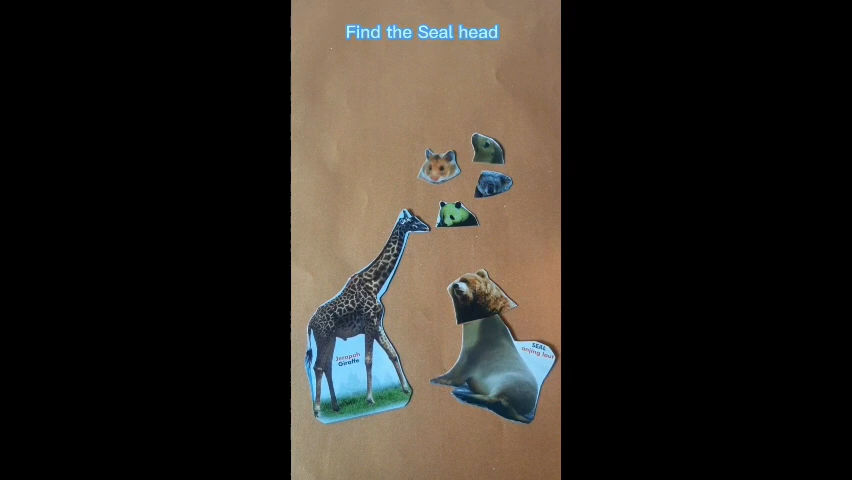 Find the Seal head
SEAL
anjing laut
Jerapah
Giraffe